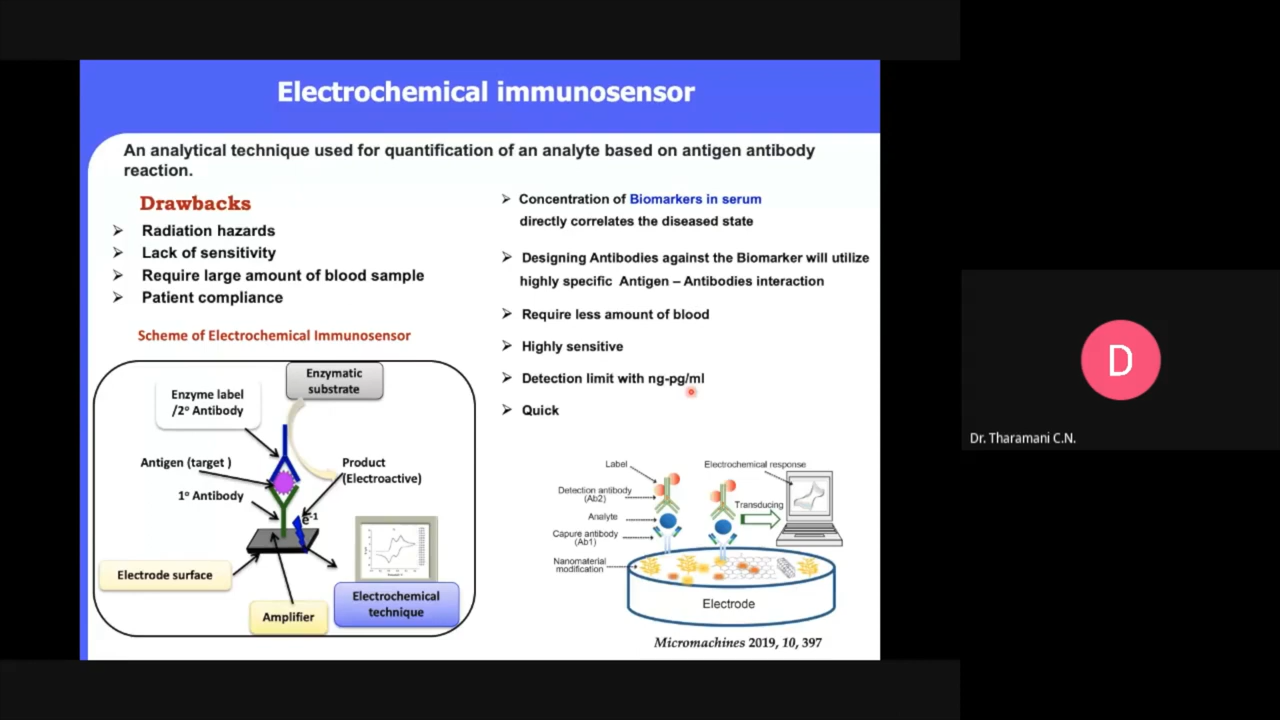 Electrochemical immunosensor
An analytical technique used for quantification of an analyte based on antigen antibody
reaction.
Drawbacks
➢ Radiation hazards
➢ Lack of sensitivity
➢ Require large amount of blood sample
➢ Patient compliance
Scheme of Electrochemical Immunosensor
Enzymatic
substrate
Enzyme label
/2° Antibody
Antigen (target )
1° Antibody
Product
(Electroactive)
e-1
Electrode surface
Amplifier
Electrochemical
technique
➢ Concentration of Biomarkers in serum
directly correlates the diseased state
➢ Designing Antibodies against the Biomarker will utilize
highly specific Antigen – Antibodies interaction
➢ Require less amount of blood
➢ Highly sensitive
➢ Detection limit with ng-pg/ml
➢ Quick
Label
Detection antibody
(Ab2)
Analyte
Capure antibody
(Ab1)
Nanomaterial
modification
Electrochemical response
Transducing
Electrode
Micromachines 2019, 10, 397
D
Dr. Tharamani C.N.